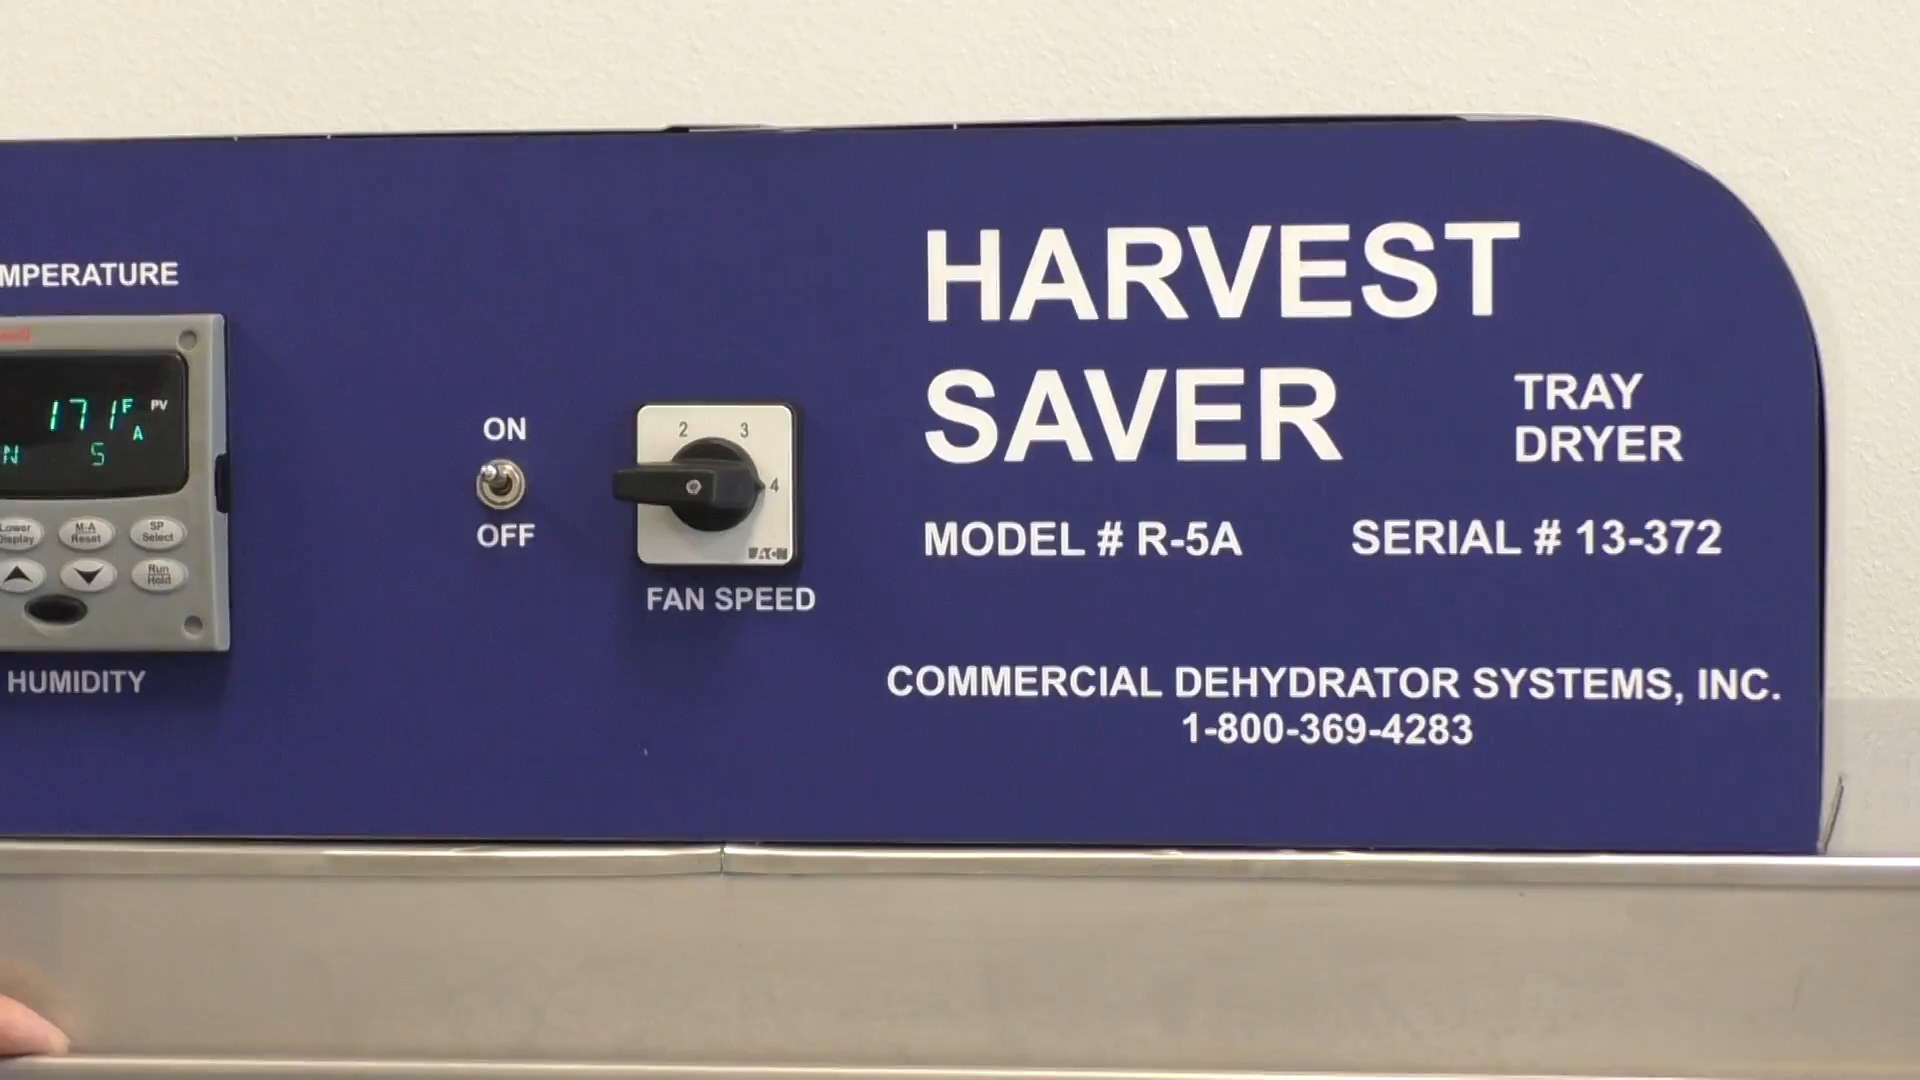 MPERATURE
171 F PV
A
N 5
Lower Display
M-A Reset
SP Select
Run Hold
HUMIDITY
ON
OFF
2 3
4
EATON
FAN SPEED
HARVEST
SAVER
TRAY
DRYER
MODEL # R-5A SERIAL # 13-372
COMMERCIAL DEHYDRATOR SYSTEMS, INC.
1-800-369-4283